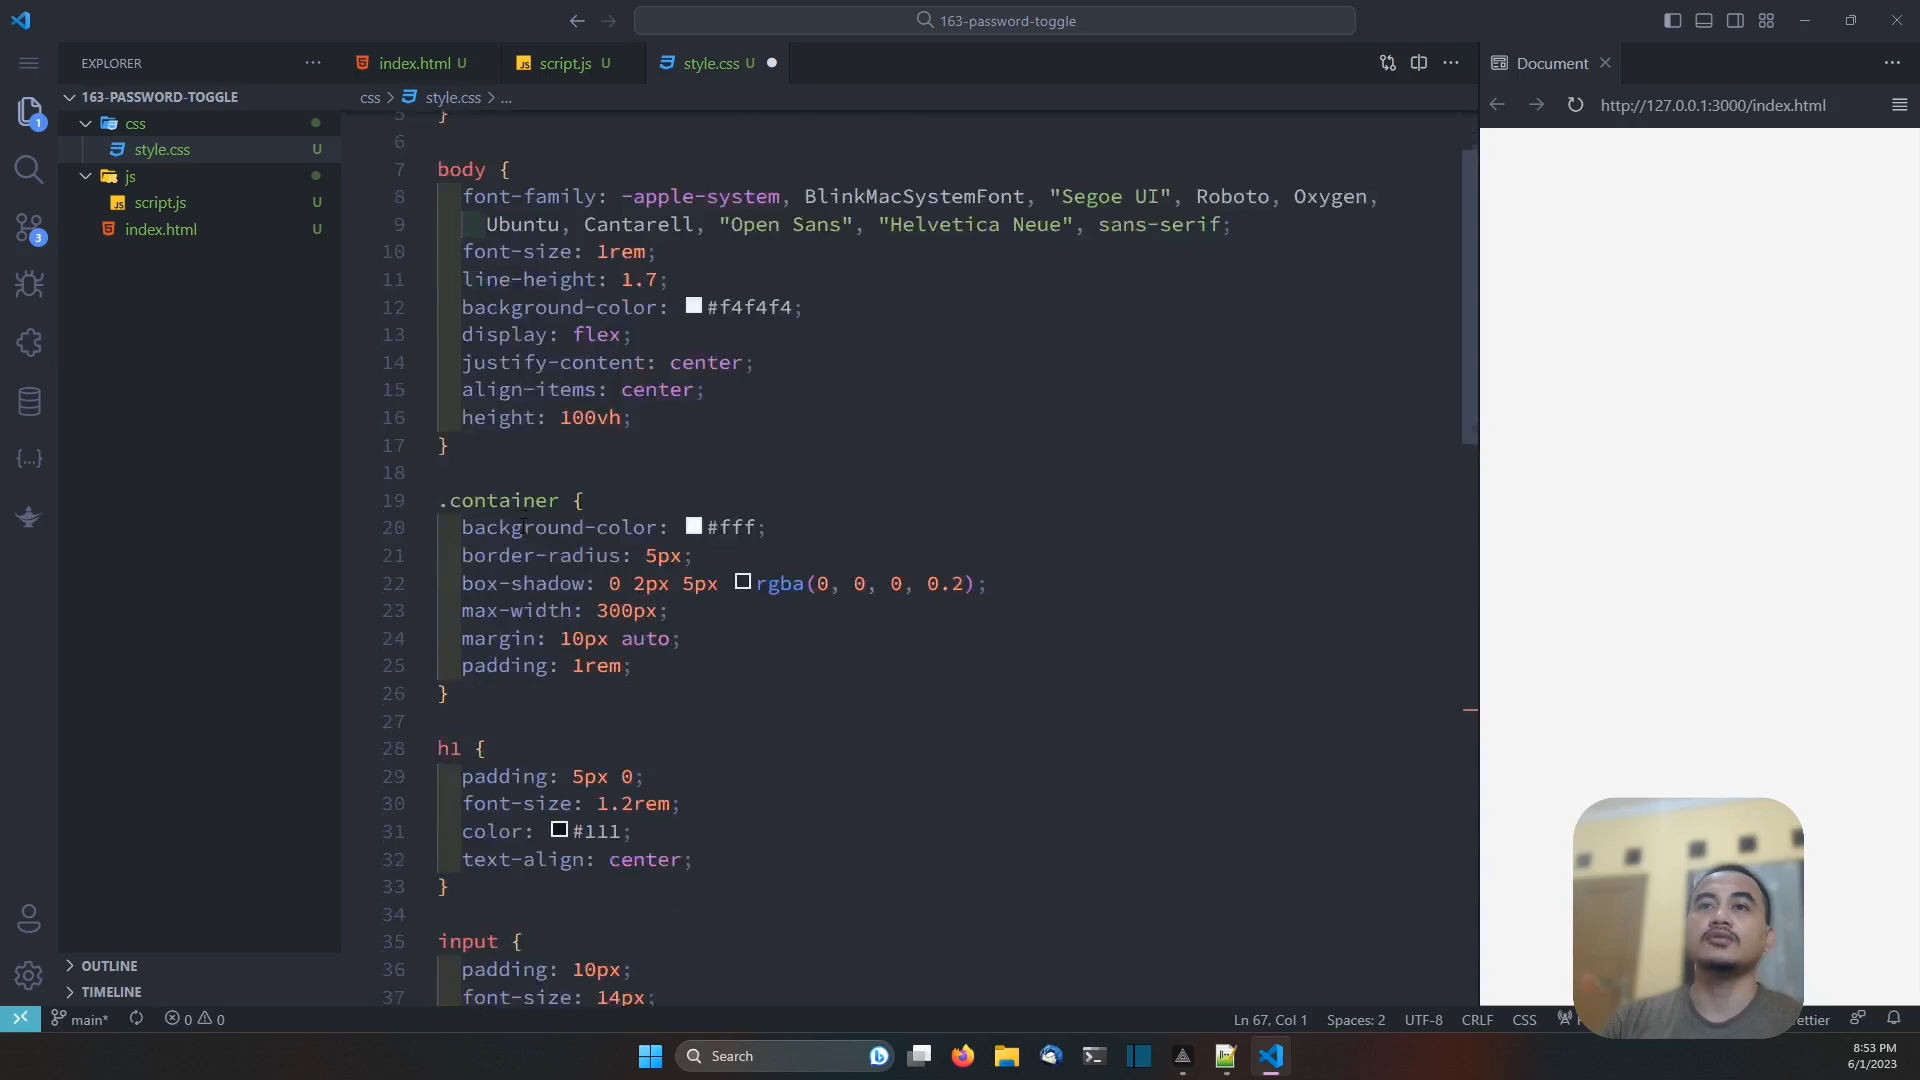 163-password-toggle
EXPLORER
index.html U
script.js U
style.css U
Document
163-PASSWORD-TOGGLE
css > style.css > ...
http://127.0.0.1:3000/index.html
css
style.css U
js
script.js U
index.html U
1
3
5 }
6
7 body {
8 font-family: -apple-system, BlinkMacSystemFont, "Segoe UI", Roboto, Oxygen,
9 Ubuntu, Cantarell, "Open Sans", "Helvetica Neue", sans-serif;
10 font-size: 1rem;
11 line-height: 1.7;
12 background-color: #f4f4f4;
13 display: flex;
14 justify-content: center;
15 align-items: center;
16 height: 100vh;
17 }
18
19 .container {
20 background-color: #fff;
21 border-radius: 5px;
22 box-shadow: 0 2px 5px rgba(0, 0, 0, 0.2);
23 max-width: 300px;
24 margin: 10px auto;
25 padding: 1rem;
26 }
27
28 h1 {
29 padding: 5px 0;
30 font-size: 1.2rem;
31 color: #111;
32 text-align: center;
33 }
34
35 input {
36 padding: 10px;
37 font-size: 14px;
OUTLINE
TIMELINE
main* 0 0
Ln 67, Col 1 Spaces: 2 UTF-8 CRLF CSS
Search
8:53 PM
6/1/2023